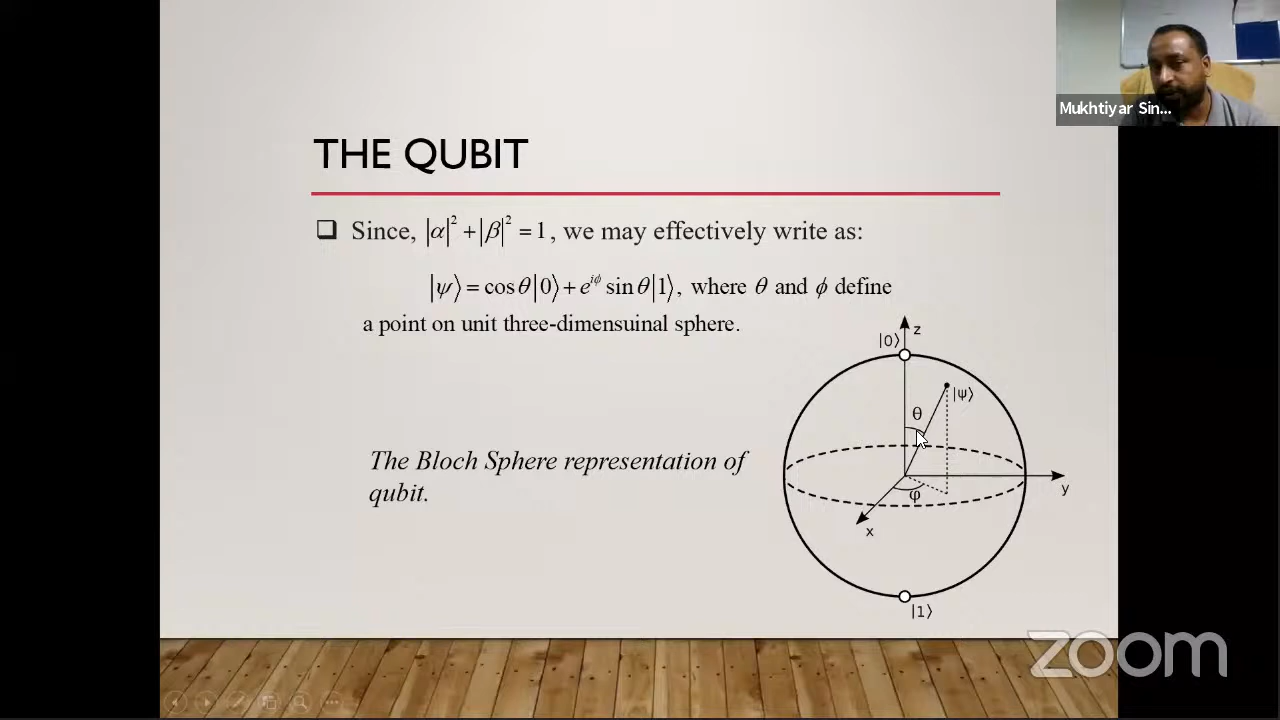 Mukhtiyar Sin...
THE QUBIT
❑ Since, |α|² + |β|² = 1, we may effectively write as:
|ψ⟩ = cos θ|0⟩ + e^{iϕ} sin θ|1⟩, where θ and ϕ define
a point on unit three-dimensuinal sphere.
z
|0⟩
|ψ⟩
θ
The Bloch Sphere representation of
qubit.
y
φ
x
|1⟩
zoom